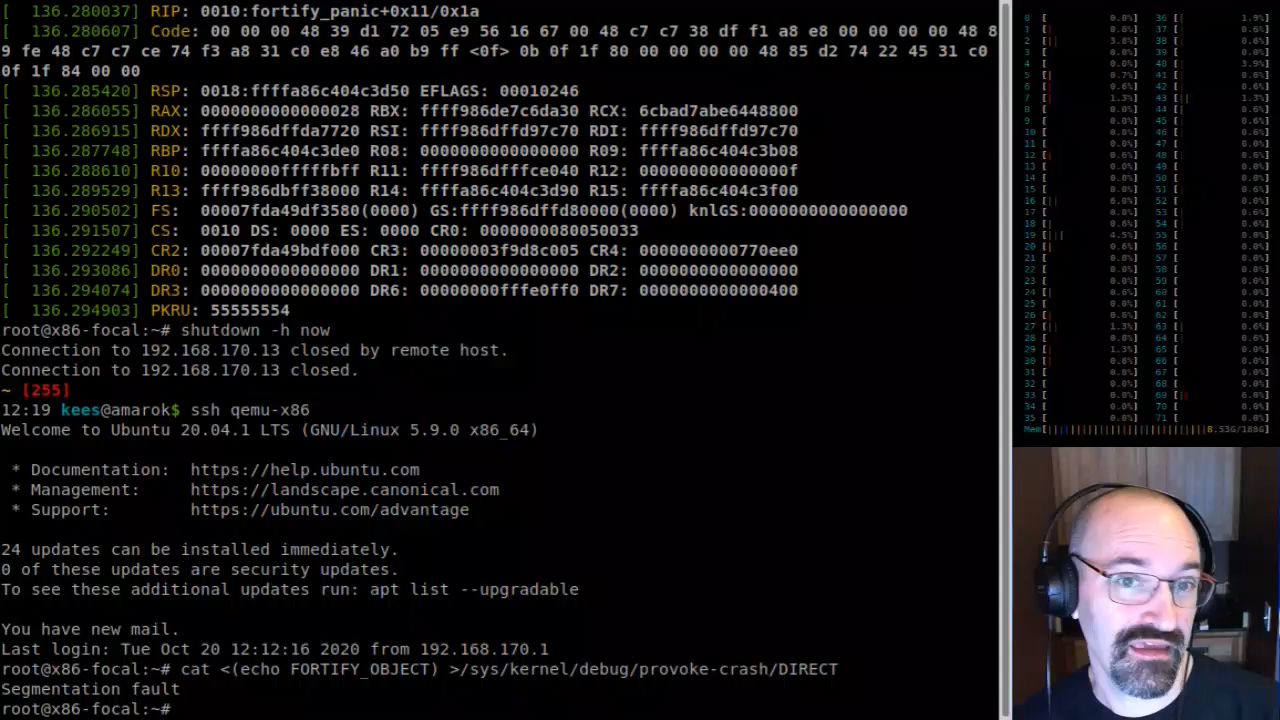 [  136.280037] RIP: 0010:fortify_panic+0x11/0x1a
[  136.280607] Code: 00 00 00 48 39 d1 72 05 e9 56 16 67 00 48 c7 c7 38 df f1 a8 e8 00 00 00 00 48 8
9 fe 48 c7 c7 ce 74 f3 a8 31 c0 e8 46 a0 b9 ff <0f> 0b 0f 1f 80 00 00 00 00 48 85 d2 74 22 45 31 c0
0f 1f 84 00 00
[  136.285420] RSP: 0018:ffffa86c404c3d50 EFLAGS: 00010246
[  136.286055] RAX: 0000000000000028 RBX: ffff986de7c6da30 RCX: 6cbad7abe6448800
[  136.286915] RDX: ffff986dffda7720 RSI: ffff986dffd97c70 RDI: ffff986dffd97c70
[  136.287748] RBP: ffffa86c404c3de0 R08: 0000000000000000 R09: ffffa86c404c3b08
[  136.288610] R10: 00000000fffffbff R11: ffff986dfffce040 R12: 000000000000000f
[  136.289529] R13: ffff986dbff38000 R14: ffffa86c404c3d90 R15: ffffa86c404c3f00
[  136.290502] FS:  00007fda49df3580(0000) GS:ffff986dffd80000(0000) knlGS:0000000000000000
[  136.291507] CS:  0010 DS: 0000 ES: 0000 CR0: 0000000080050033
[  136.292249] CR2: 00007fda49bdf000 CR3: 00000003f9d8c005 CR4: 0000000000770ee0
[  136.293086] DR0: 0000000000000000 DR1: 0000000000000000 DR2: 0000000000000000
[  136.294074] DR3: 0000000000000000 DR6: 00000000fffe0ff0 DR7: 0000000000000400
[  136.294903] PKRU: 55555554
root@x86-focal:~# shutdown -h now
Connection to 192.168.170.13 closed by remote host.
Connection to 192.168.170.13 closed.
~ [255]
12:19 kees@amarok$ ssh qemu-x86
Welcome to Ubuntu 20.04.1 LTS (GNU/Linux 5.9.0 x86_64)
* Documentation:  https://help.ubuntu.com
* Management:     https://landscape.canonical.com
* Support:        https://ubuntu.com/advantage
24 updates can be installed immediately.
0 of these updates are security updates.
To see these additional updates run: apt list --upgradable
You have new mail.
Last login: Tue Oct 20 12:12:16 2020 from 192.168.170.1
root@x86-focal:~# cat <(echo FORTIFY_OBJECT) >/sys/kernel/debug/provoke-crash/DIRECT
Segmentation fault
root@x86-focal:~#
Mem
8.53G/188G